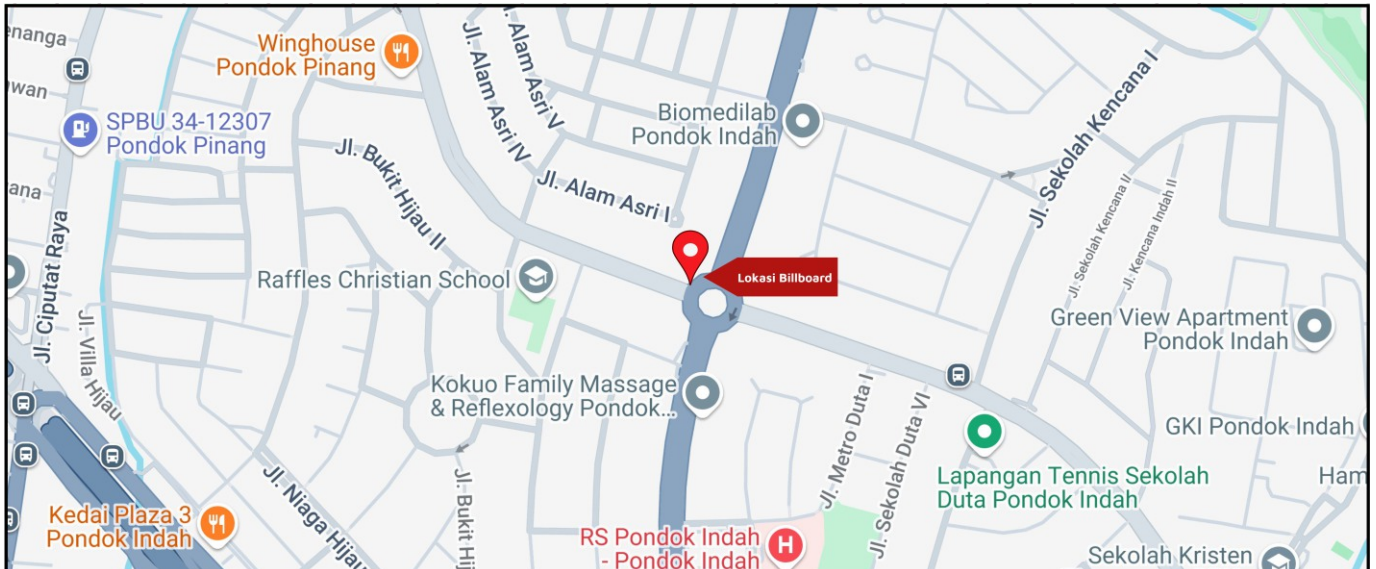 enanga
wan
SPBU 34-12307
Pondok Pinang
ana
Jl. Ciputat Raya
Jl. Villa Hijau
Winghouse
Pondok Pinang
Jl. Bukit Hijau II
Jl. Alam Asri IV
Jl. Alam Asri V
Jl. Alam Asri I
Biomedilab
Pondok Indah
Jl. Sekolah Kencana I
Jl. Sekolah Kencana II
Jl. Kencana Indah II
Raffles Christian School
Lokasi Billboard
Green View Apartment
Pondok Indah
Kokuo Family Massage
& Reflexology Pondok...
Jl. Metro Duta I
Jl. Sekolah Duta VI
GKI Pondok Indah
Lapangan Tennis Sekolah
Duta Pondok Indah
Ham
Kedai Plaza 3
Pondok Indah
Jl. Niaga Hijau
Jl. Bukit Hij
RS Pondok Indah
- Pondok Indah
H
Sekolah Kristen